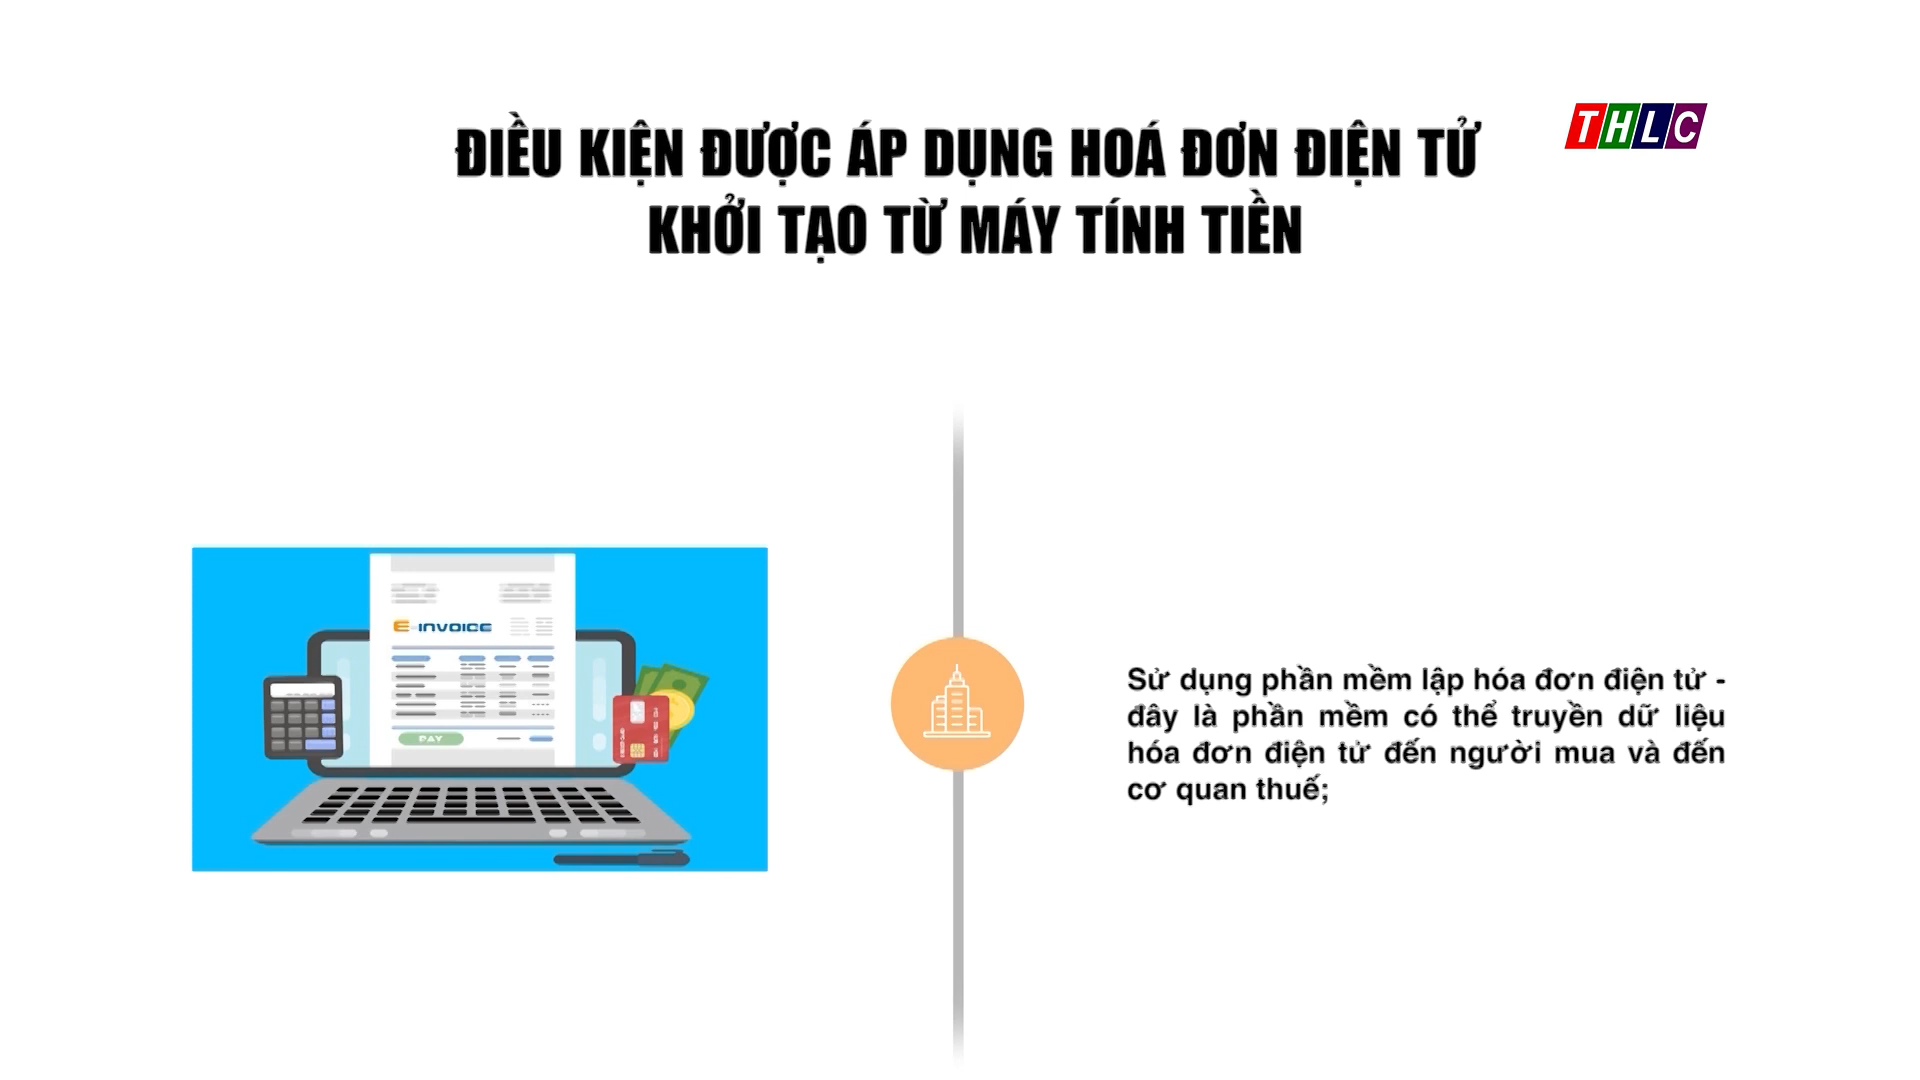 THLC
ĐIỀU KIỆN ĐƯỢC ÁP DỤNG HOÁ ĐƠN ĐIỆN TỬ
KHỞI TẠO TỪ MÁY TÍNH TIỀN
E-INVOICE
PAY
Sử dụng phần mềm lập hóa đơn điện tử -
đây là phần mềm có thể truyền dữ liệu
hóa đơn điện tử đến người mua và đến
cơ quan thuế;